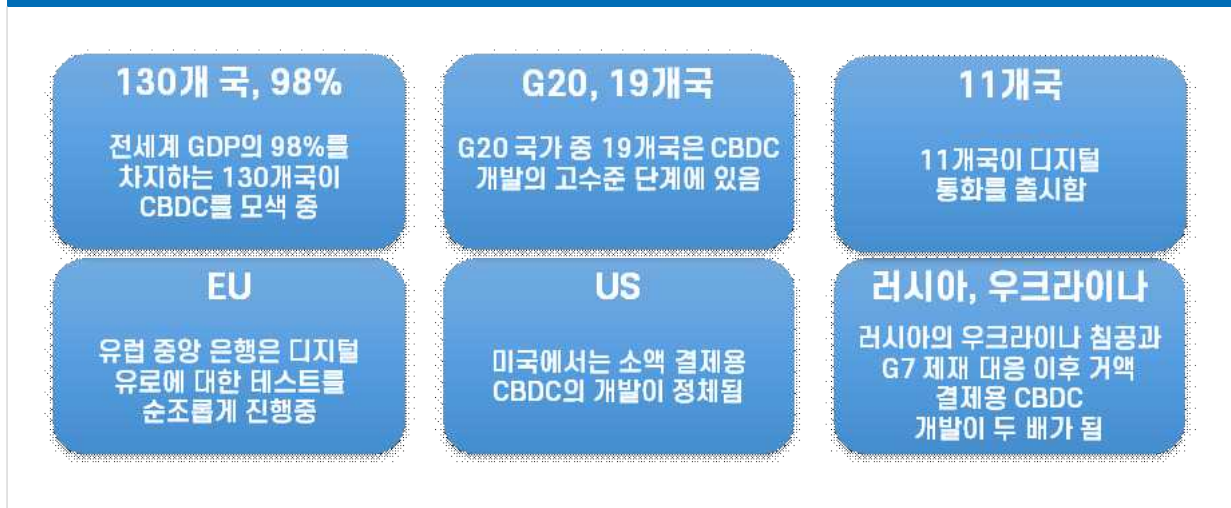 130개 국, 98%
전세계 GDP의 98%를
차지하는 130개국이
CBDC를 모색 중
G20, 19개국
G20 국가 중 19개국은 CBDC
개발의 고수준 단계에 있음
11개국
11개국이 디지털
통화를 출시함
EU
유럽 중앙 은행은 디지털
유로에 대한 테스트를
순조롭게 진행중
US
미국에서는 소액 결제용
CBDC의 개발이 정체됨
러시아, 우크라이나
러시아의 우크라이나 침공과
G7 제재 대응 이후 거액
결제용 CBDC
개발이 두 배가 됨